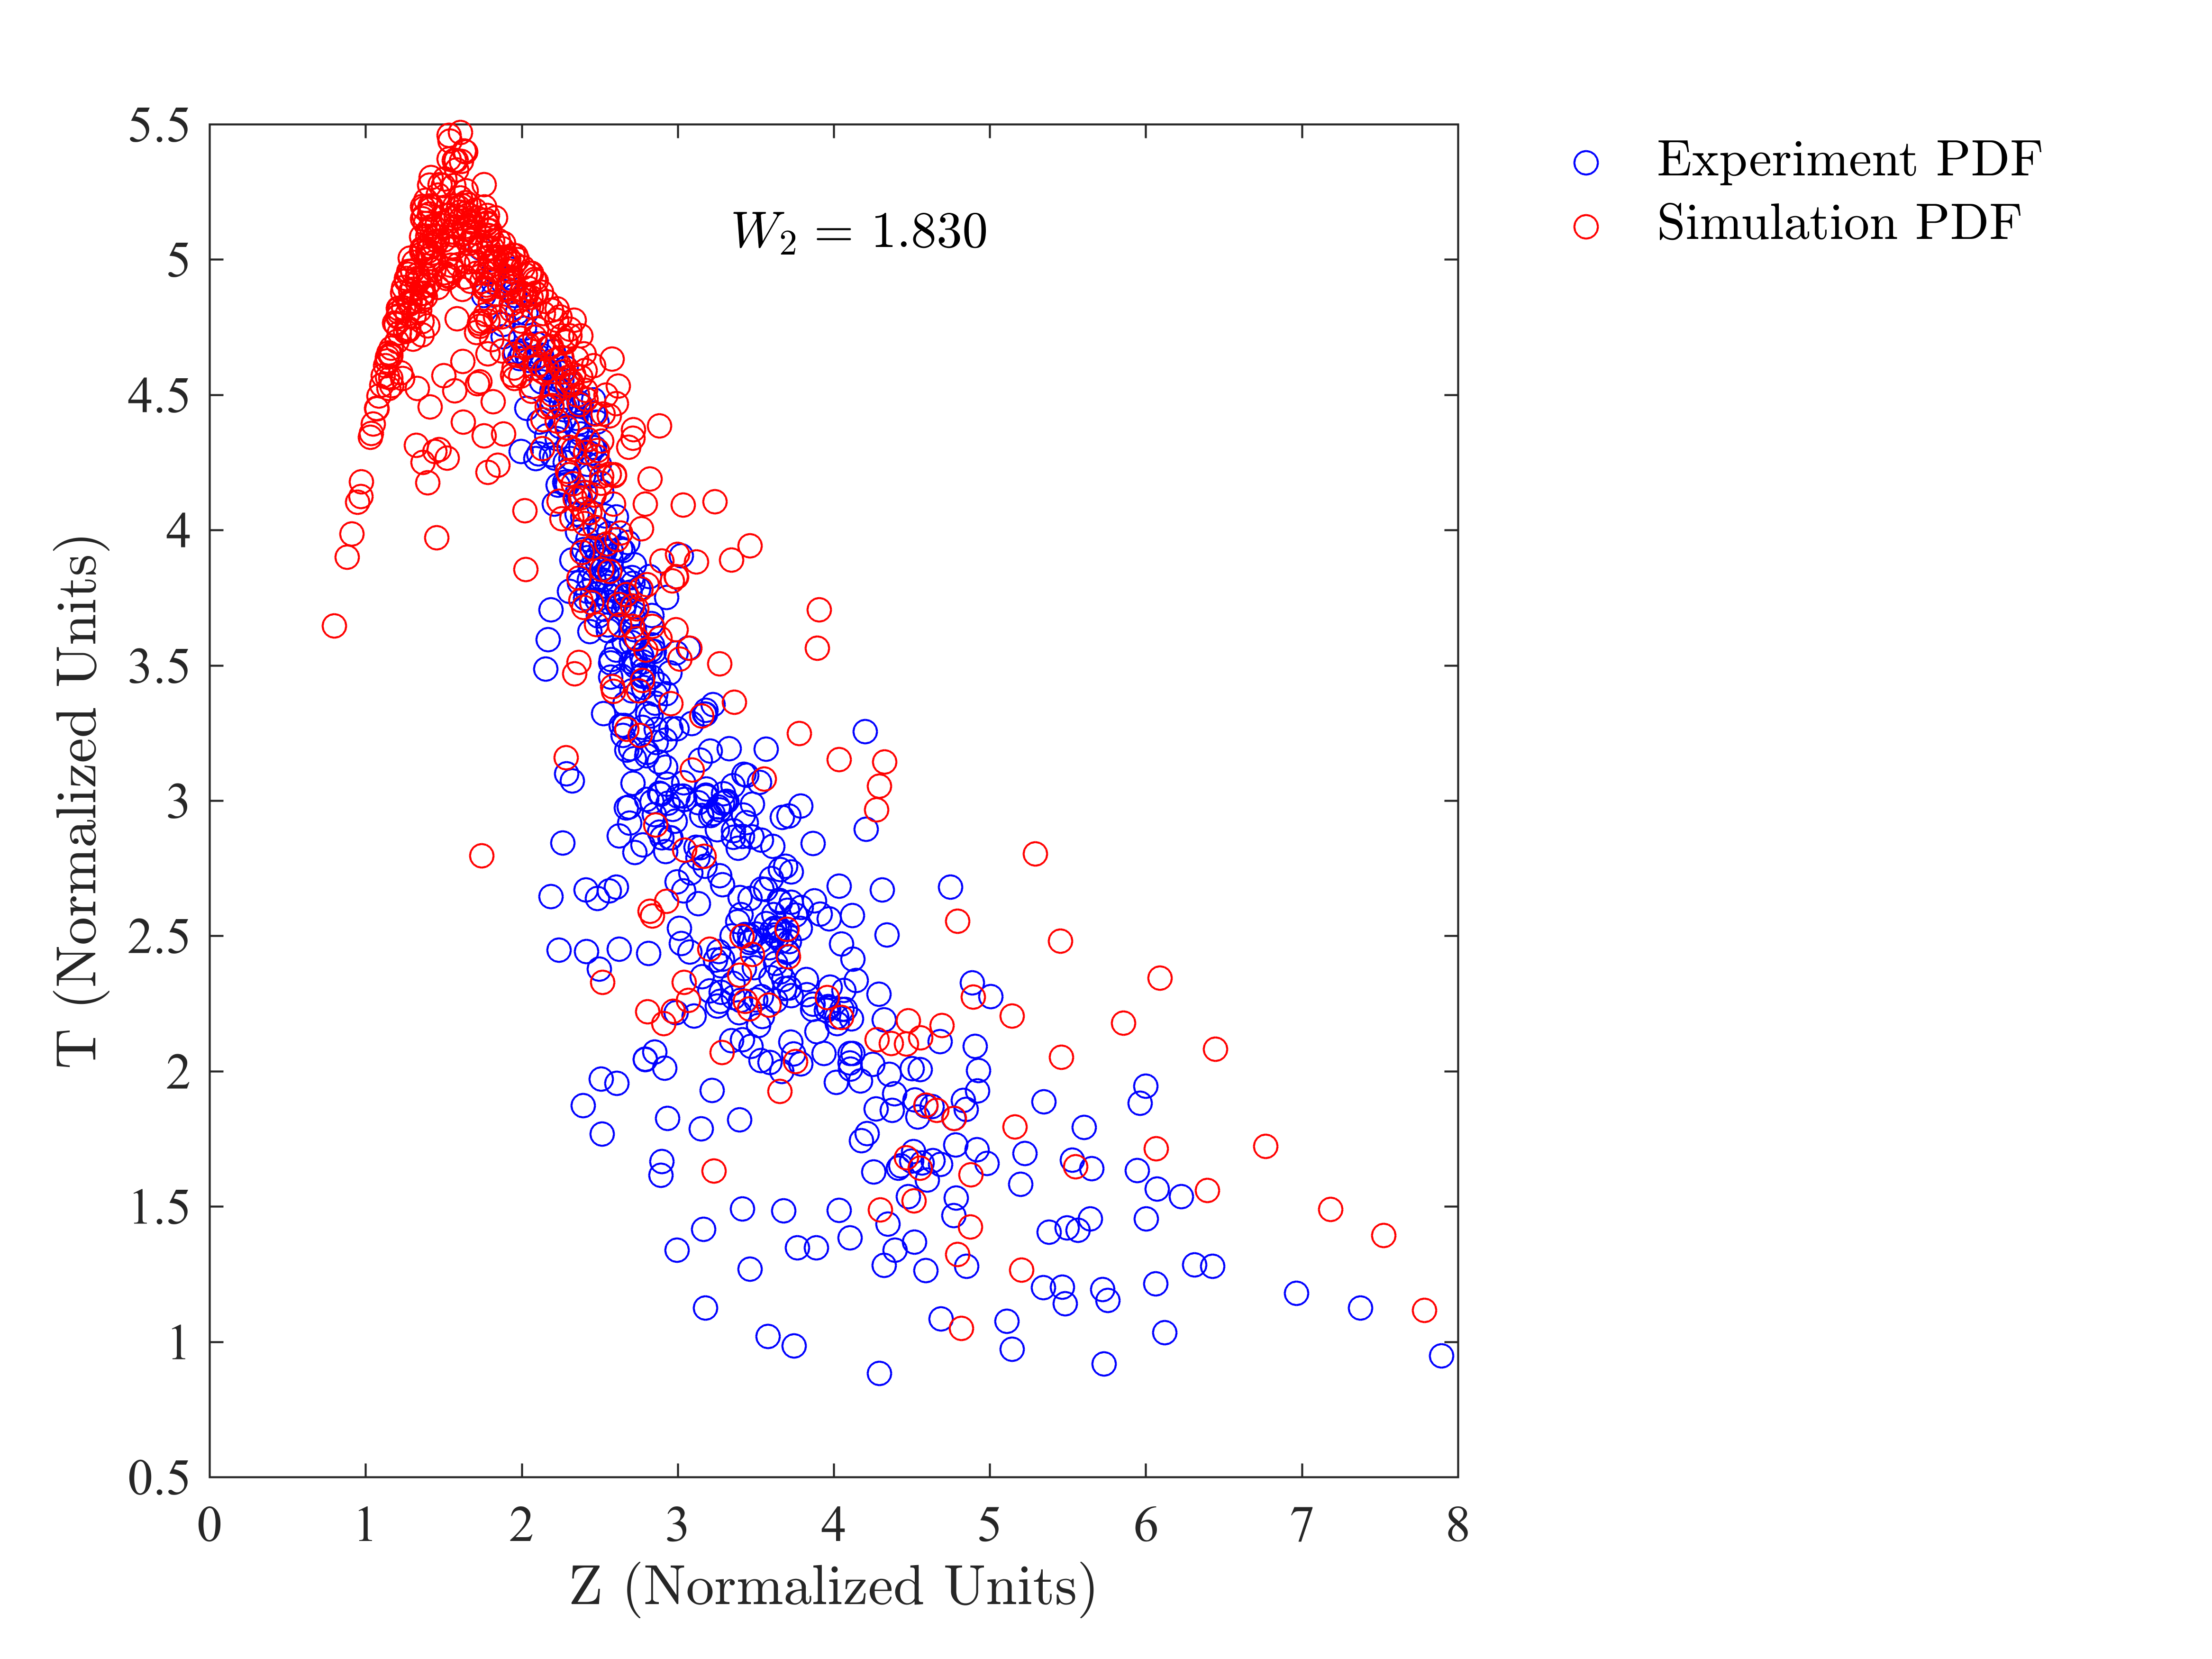 Experiment PDF
Simulation PDF
W₂ = 1.830
T (Normalized Units)
5.5
5
4.5
4
3.5
3
2.5
2
1.5
1
0.5
0 1 2 3 4 5 6 7 8
Z (Normalized Units)